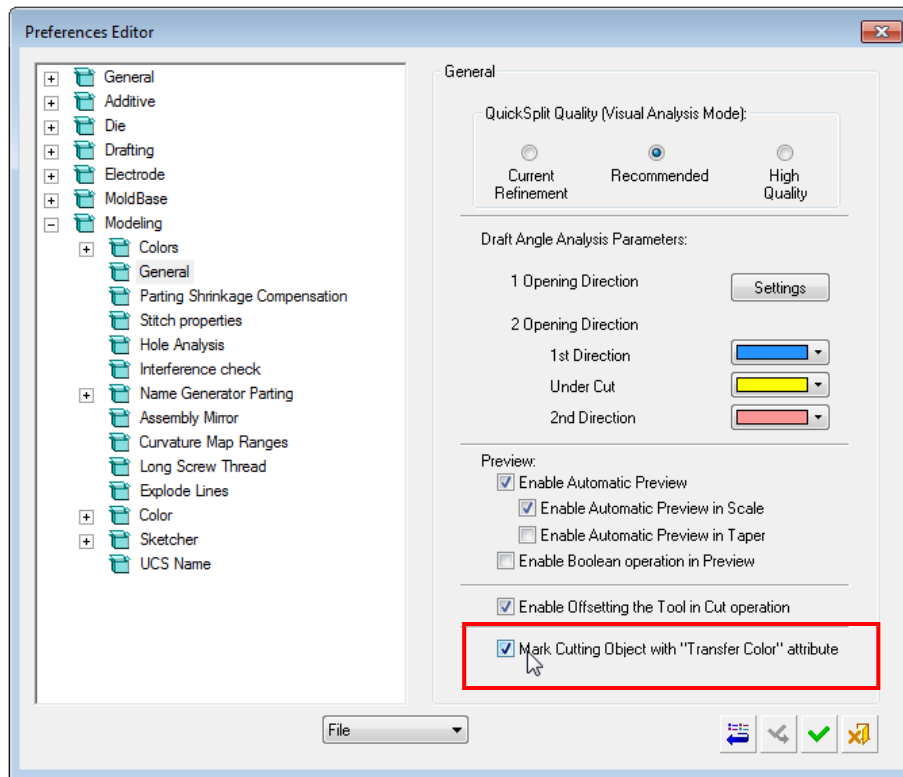 Preferences Editor
General
Additive
Die
Drafting
Electrode
MoldBase
Modeling
Colors
General
Parting Shrinkage Compensation
Stitch properties
Hole Analysis
Interference check
Name Generator Parting
Assembly Mirror
Curvature Map Ranges
Long Screw Thread
Explode Lines
Color
Sketcher
UCS Name
General
QuickSplit Quality (Visual Analysis Mode):
Current
Refinement
Recommended
High
Quality
Draft Angle Analysis Parameters:
1 Opening Direction
Settings
2 Opening Direction
1st Direction
Under Cut
2nd Direction
Preview:
Enable Automatic Preview
Enable Automatic Preview in Scale
Enable Automatic Preview in Taper
Enable Boolean operation in Preview
Enable Offsetting the Tool in Cut operation
Mark Cutting Object with "Transfer Color" attribute
File